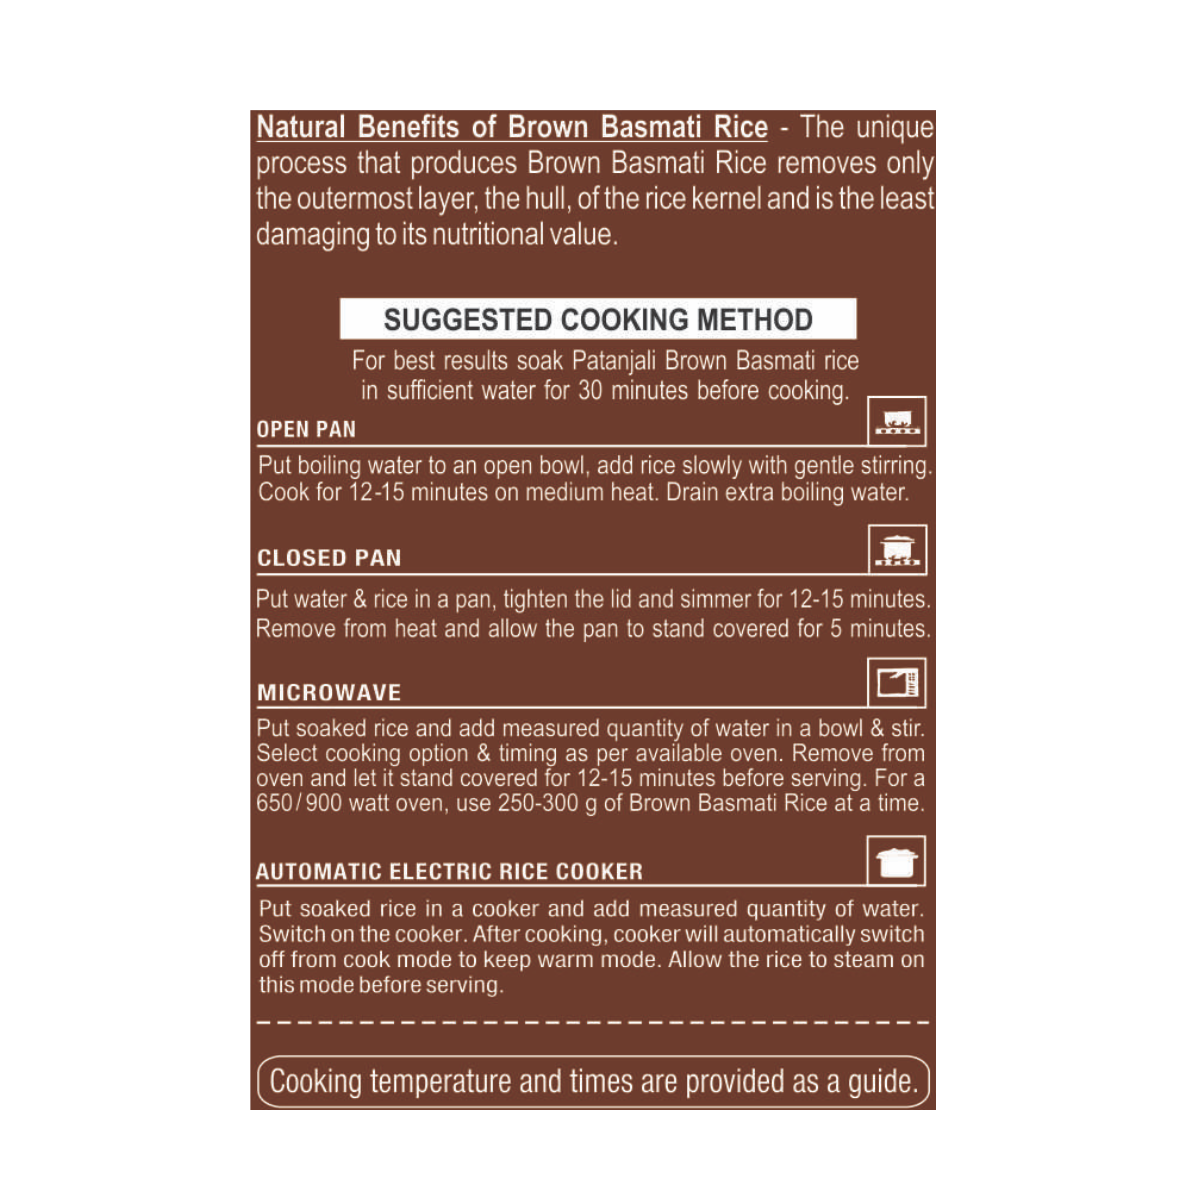 Natural Benefits of Brown Basmati Rice - The unique
process that produces Brown Basmati Rice removes only
the outermost layer, the hull, of the rice kernel and is the least
damaging to its nutritional value.
SUGGESTED COOKING METHOD
For best results soak Patanjali Brown Basmati rice
in sufficient water for 30 minutes before cooking.
OPEN PAN
Put boiling water to an open bowl, add rice slowly with gentle stirring.
Cook for 12-15 minutes on medium heat. Drain extra boiling water.
CLOSED PAN
Put water & rice in a pan, tighten the lid and simmer for 12-15 minutes.
Remove from heat and allow the pan to stand covered for 5 minutes.
MICROWAVE
Put soaked rice and add measured quantity of water in a bowl & stir.
Select cooking option & timing as per available oven. Remove from
oven and let it stand covered for 12-15 minutes before serving. For a
650/900 watt oven, use 250-300 g of Brown Basmati Rice at a time.
AUTOMATIC ELECTRIC RICE COOKER
Put soaked rice in a cooker and add measured quantity of water.
Switch on the cooker. After cooking, cooker will automatically switch
off from cook mode to keep warm mode. Allow the rice to steam on
this mode before serving.
Cooking temperature and times are provided as a guide.